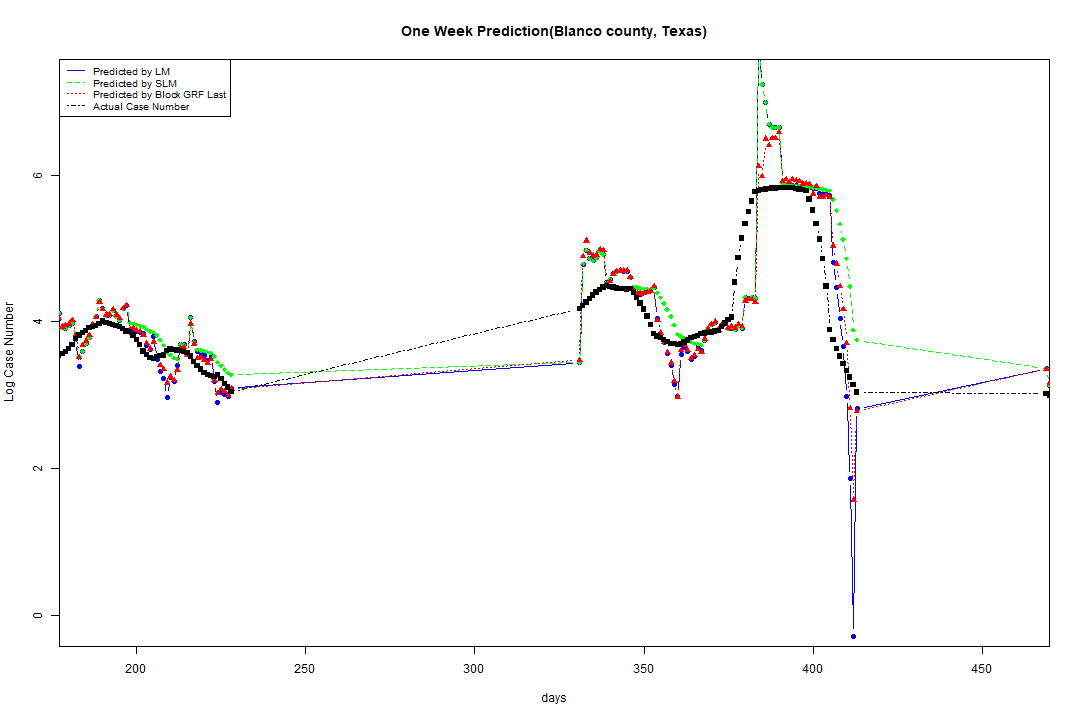 One Week Prediction(Blanco county, Texas)
Predicted by LM
Predicted by SLM
Predicted by Block GRF Last
Actual Case Number
Log Case Number
6
4
2
0
200
250
300
350
400
450
days